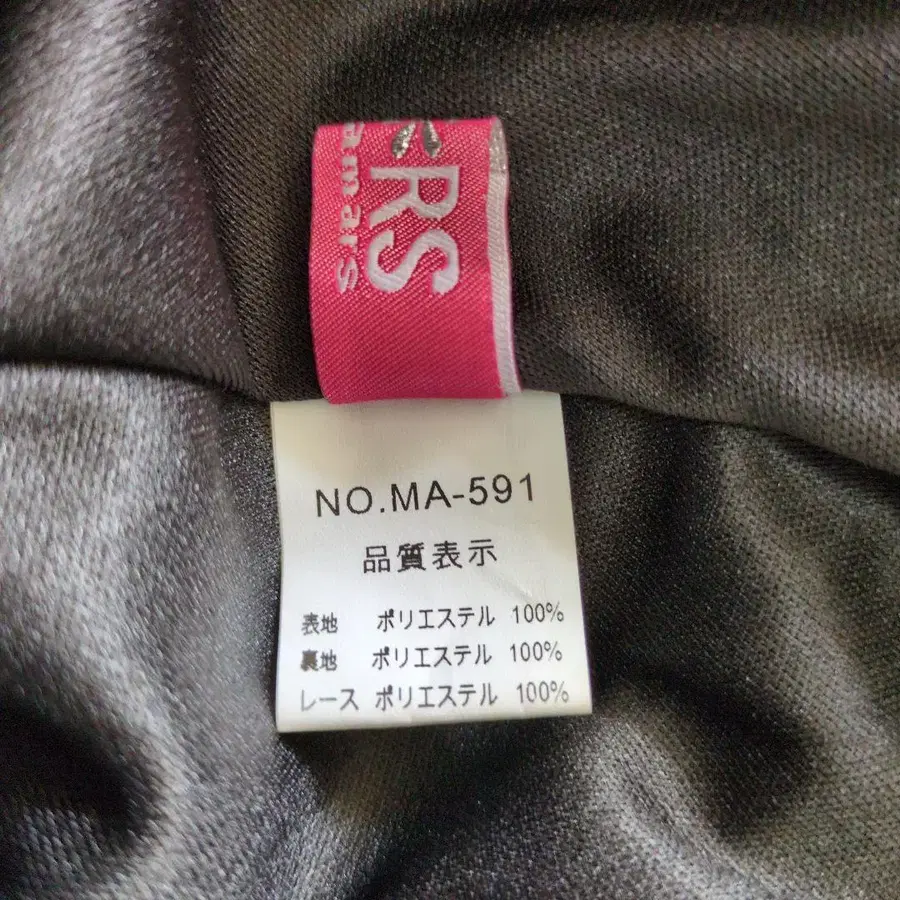 RS
amars
NO.MA-591
品質表示
表地 ポリエステル 100%
裏地 ポリエステル 100%
レース ポリエステル 100%